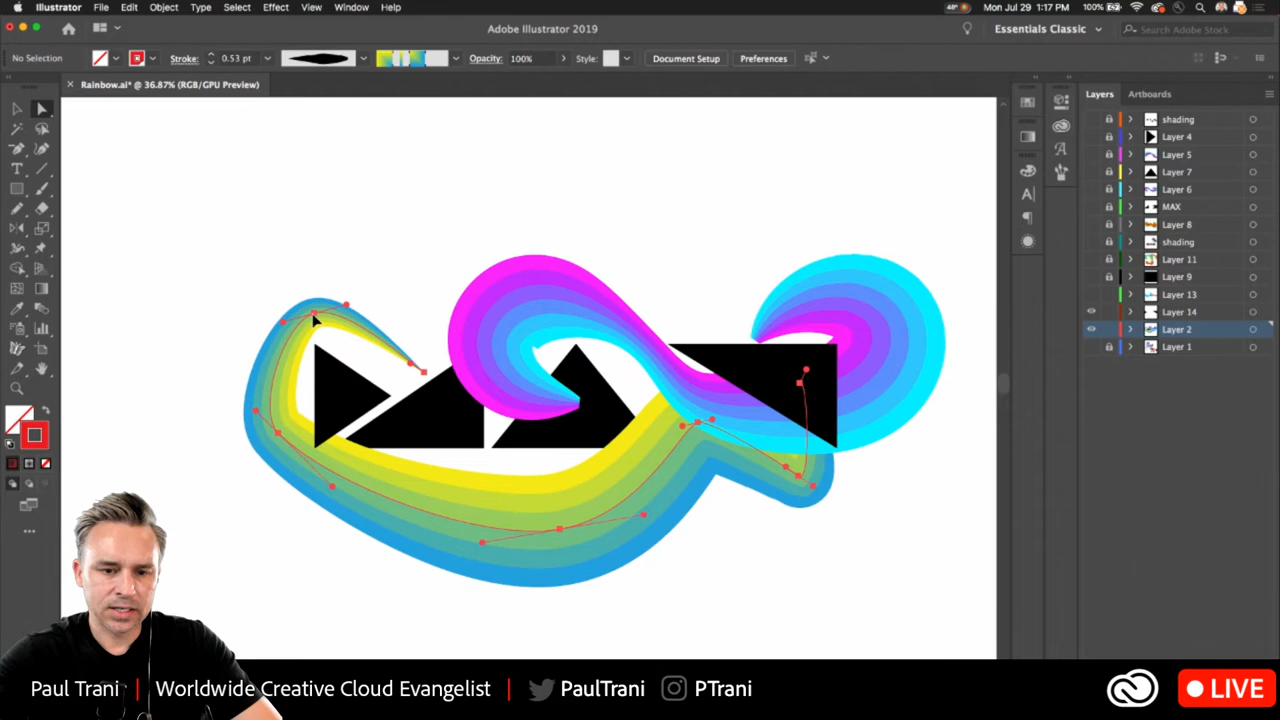 Illustrator File Edit Object Type Select Effect View Window Help
48° Mon Jul 29 1:17 PM 100%
Adobe Illustrator 2019
Essentials Classic
Search Adobe Stock
No Selection Stroke: 0.53 pt Opacity: 100% Style: Document Setup Preferences
Rainbow.ai* @ 36.87% (RGB/GPU Preview)
Layers Artboards
shading
Layer 4
Layer 5
Layer 7
Layer 6
MAX
Layer 8
shading
Layer 11
Layer 9
Layer 13
Layer 14
Layer 2
Layer 1
Paul Trani | Worldwide Creative Cloud Evangelist | PaulTrani PTrani
LIVE